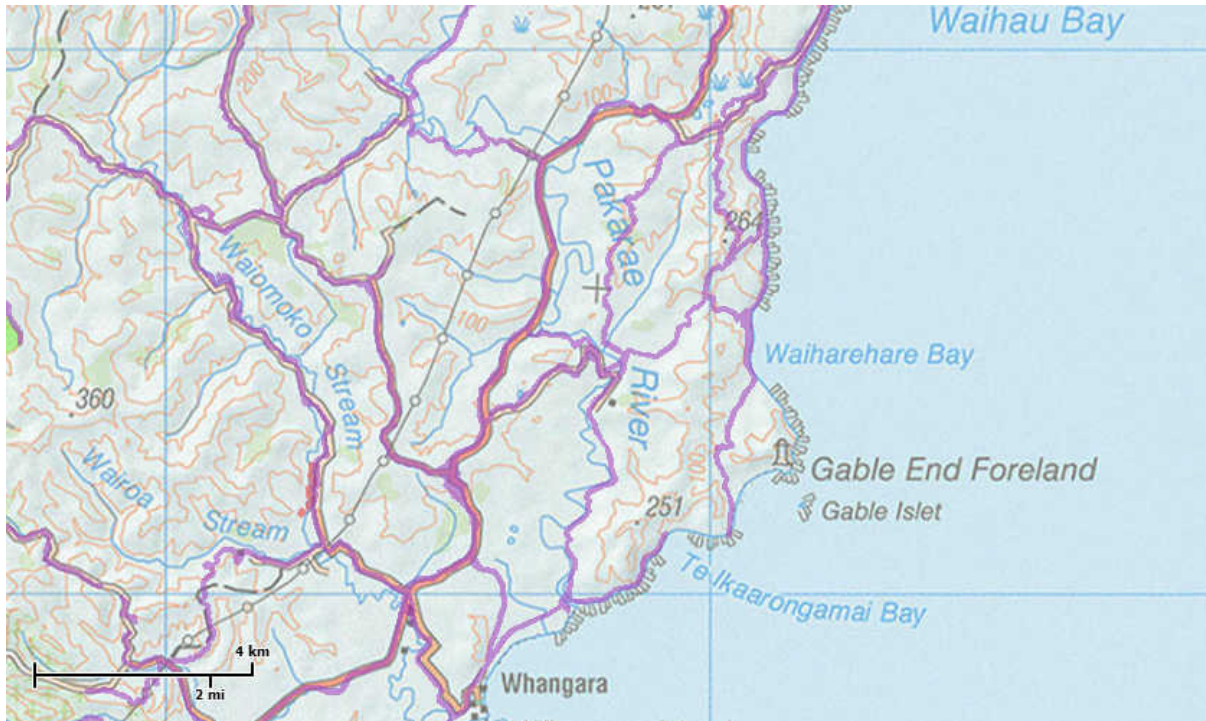 Waihau Bay
200
100
Pakarae
264
Waiomoko
100
Waiharehare Bay
360
Stream
River
Wairoa
100
Gable End Foreland
Stream
251
Gable Islet
Te Ikaarongamai Bay
4 km
2 mi
Whangara